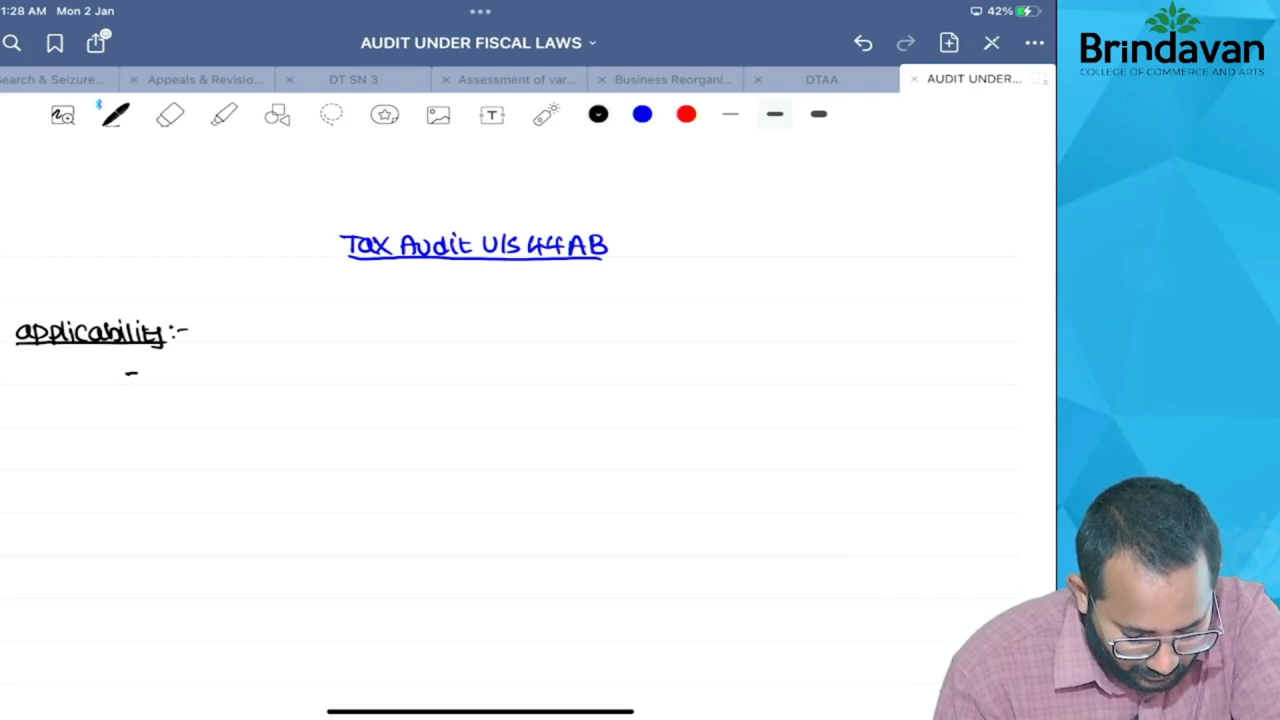 1:28 AM Mon 2 Jan
42%
AUDIT UNDER FISCAL LAWS
Brindavan
COLLEGE OF COMMERCE AND ARTS
earch & Seizure...
Appeals & Revisio...
DT SN 3
Assessment of var...
Business Reorgani...
DTAA
AUDIT UNDER...
T
Tax Audit U/S 44AB
applicability:-
-